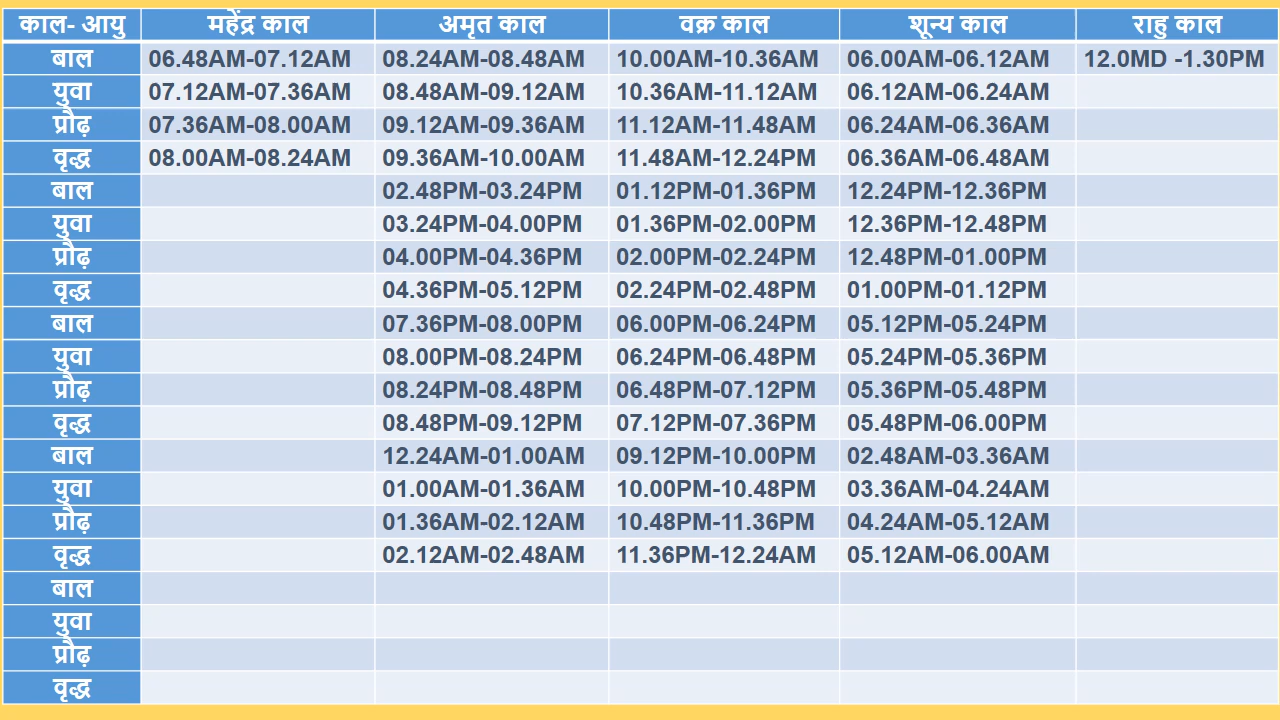 काल- आयु महेंद्र काल अमृत काल वक्र काल शून्य काल राहु काल
बाल 06.48AM-07.12AM 08.24AM-08.48AM 10.00AM-10.36AM 06.00AM-06.12AM 12.0MD -1.30PM
युवा 07.12AM-07.36AM 08.48AM-09.12AM 10.36AM-11.12AM 06.12AM-06.24AM
प्रौढ़ 07.36AM-08.00AM 09.12AM-09.36AM 11.12AM-11.48AM 06.24AM-06.36AM
वृद्ध 08.00AM-08.24AM 09.36AM-10.00AM 11.48AM-12.24PM 06.36AM-06.48AM
बाल 02.48PM-03.24PM 01.12PM-01.36PM 12.24PM-12.36PM
युवा 03.24PM-04.00PM 01.36PM-02.00PM 12.36PM-12.48PM
प्रौढ़ 04.00PM-04.36PM 02.00PM-02.24PM 12.48PM-01.00PM
वृद्ध 04.36PM-05.12PM 02.24PM-02.48PM 01.00PM-01.12PM
बाल 07.36PM-08.00PM 06.00PM-06.24PM 05.12PM-05.24PM
युवा 08.00PM-08.24PM 06.24PM-06.48PM 05.24PM-05.36PM
प्रौढ़ 08.24PM-08.48PM 06.48PM-07.12PM 05.36PM-05.48PM
वृद्ध 08.48PM-09.12PM 07.12PM-07.36PM 05.48PM-06.00PM
बाल 12.24AM-01.00AM 09.12PM-10.00PM 02.48AM-03.36AM
युवा 01.00AM-01.36AM 10.00PM-10.48PM 03.36AM-04.24AM
प्रौढ़ 01.36AM-02.12AM 10.48PM-11.36PM 04.24AM-05.12AM
वृद्ध 02.12AM-02.48AM 11.36PM-12.24AM 05.12AM-06.00AM
बाल
युवा
प्रौढ़
वृद्ध